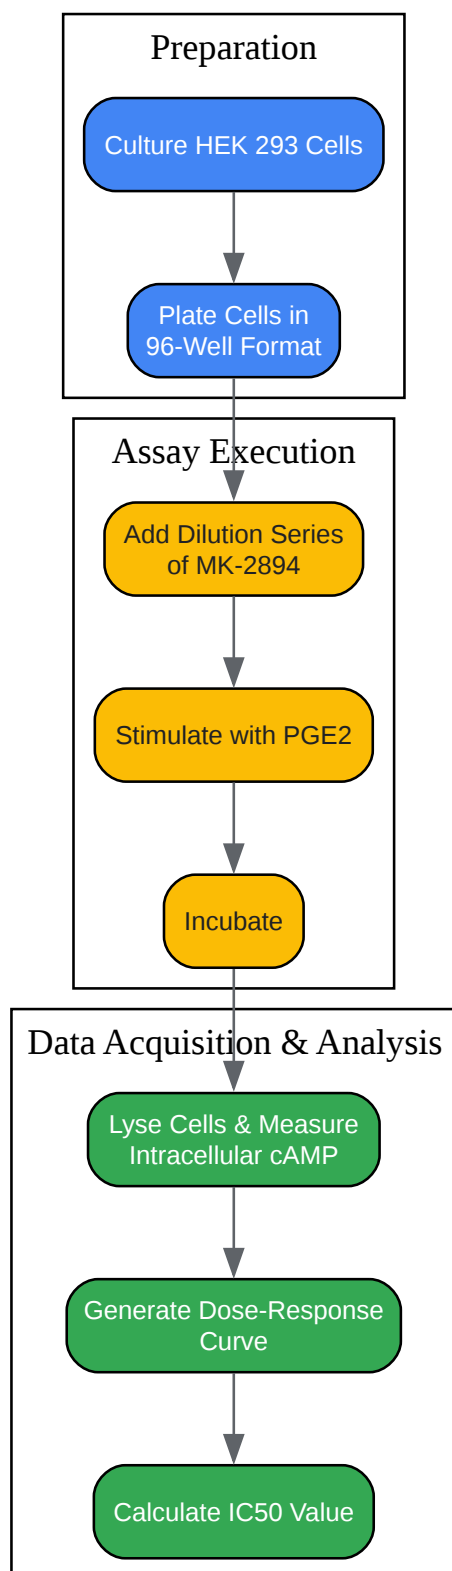 Preparation
Culture HEK 293 Cells
Plate Cells in
96-Well Format
Assay Execution
Add Dilution Series
of MK-2894
Stimulate with PGE2
Incubate
Data Acquisition & Analysis
Lyse Cells & Measure
Intracellular cAMP
Generate Dose-Response
Curve
Calculate IC50 Value